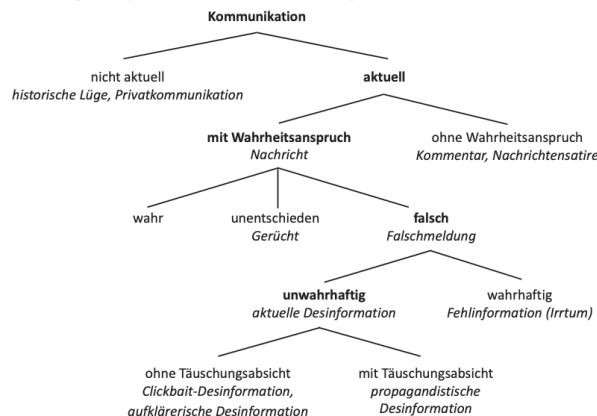 Kommunikation
nicht aktuell
historische Lüge, Privatkommunikation
aktuell
mit Wahrheitsanspruch
Nachricht
ohne Wahrheitsanspruch
Kommentar, Nachrichtensatire
wahr
unentschieden
Gerücht
falsch
Falschmeldung
unwahrhaftig
aktuelle Desinformation
wahrhaftig
Fehlinformation (Irrtum)
ohne Täuschungsabsicht
Clickbait-Desinformation,
aufklärerische Desinformation
mit Täuschungsabsicht
propagandistische
Desinformation